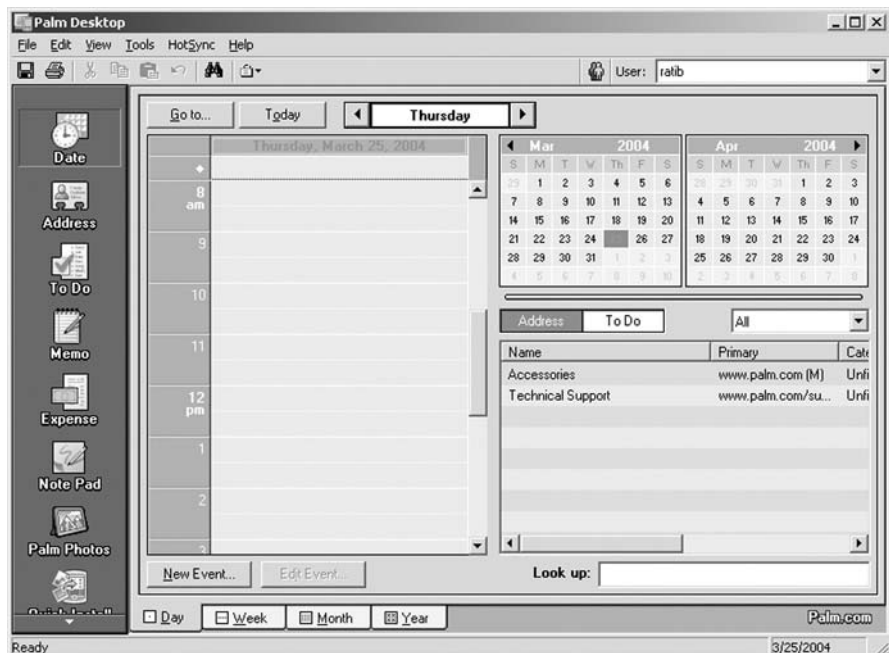 Palm Desktop
File Edit View Tools HotSync Help
User: ratib
Date
Address
To Do
Memo
Expense
Note Pad
Palm Photos
Quick Install
Go to... Today Thursday
Thursday, March 25, 2004
8 am
9
10
11
12 pm
1
2
3
New Event... Edit Event...
Mar 2004
S M T W Th F S
29 1 2 3 4 5 6
7 8 9 10 11 12 13
14 15 16 17 18 19 20
21 22 23 24 25 26 27
28 29 30 31 1 2 3
4 5 6 7 8 9 10
Apr 2004
S M T W Th F S
28 29 30 31 1 2 3
4 5 6 7 8 9 10
11 12 13 14 15 16 17
18 19 20 21 22 23 24
25 26 27 28 29 30 1
2 3 4 5 6 7 8
Address To Do All
Name Primary Cate
Accessories www.palm.com (M) Unfi
Technical Support www.palm.com/su... Unfi
Look up:
Day Week Month Year Palm.com
Ready 3/25/2004